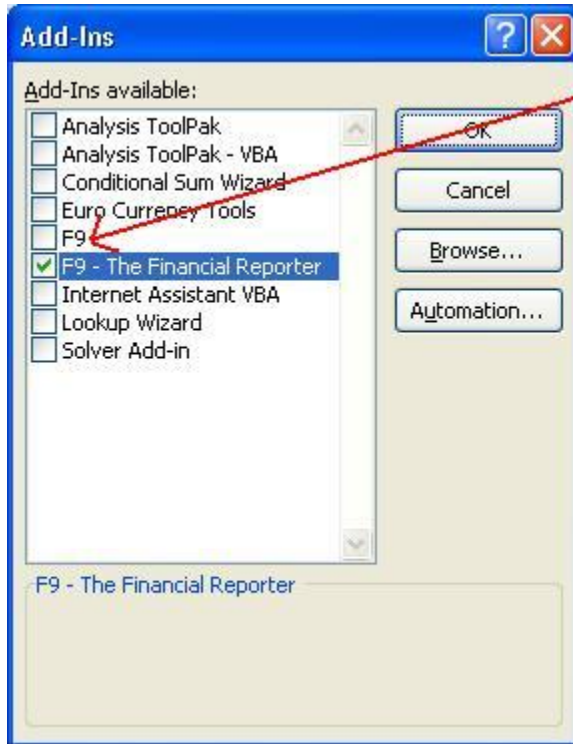 Add-Ins
Add-Ins available:
Analysis ToolPak
Analysis ToolPak - VBA
Conditional Sum Wizard
Euro Currency Tools
F9
F9 - The Financial Reporter
Internet Assistant VBA
Lookup Wizard
Solver Add-in
OK
Cancel
Browse...
Automation...
F9 - The Financial Reporter